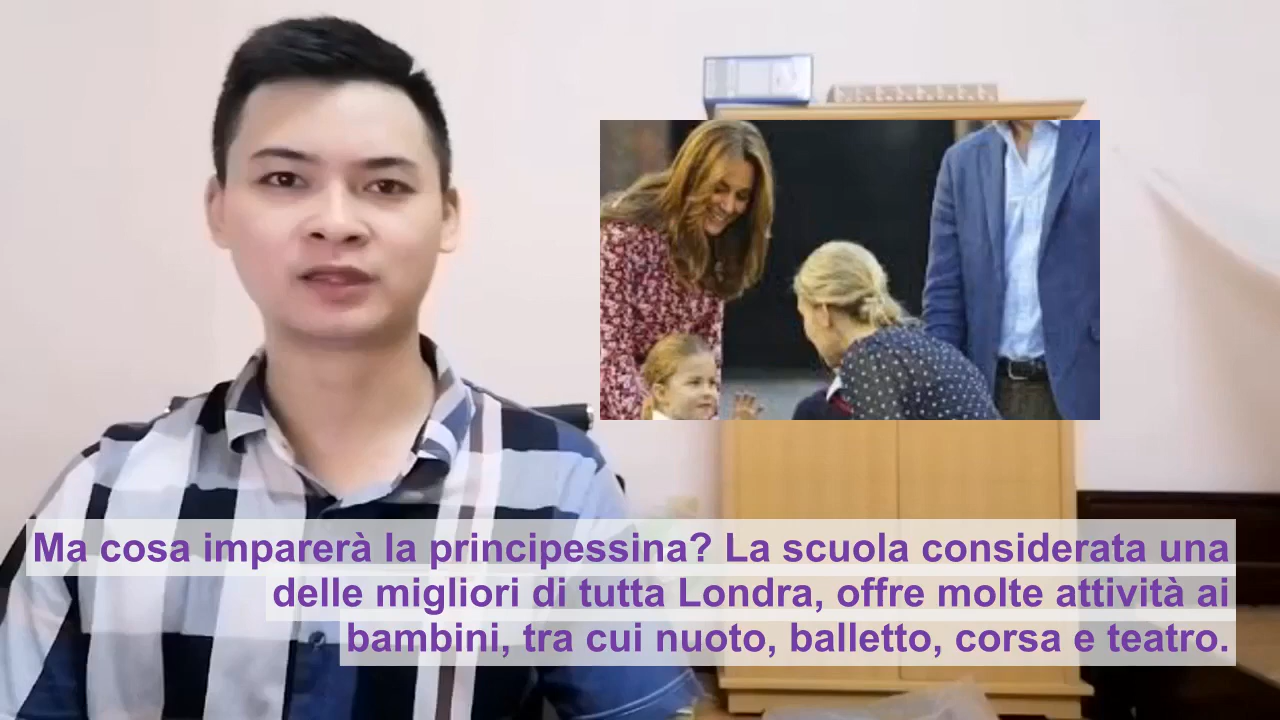 Ma cosa imparerà la principessina? La scuola considerata una
delle migliori di tutta Londra, offre molte attività ai
bambini, tra cui nuoto, balletto, corsa e teatro.